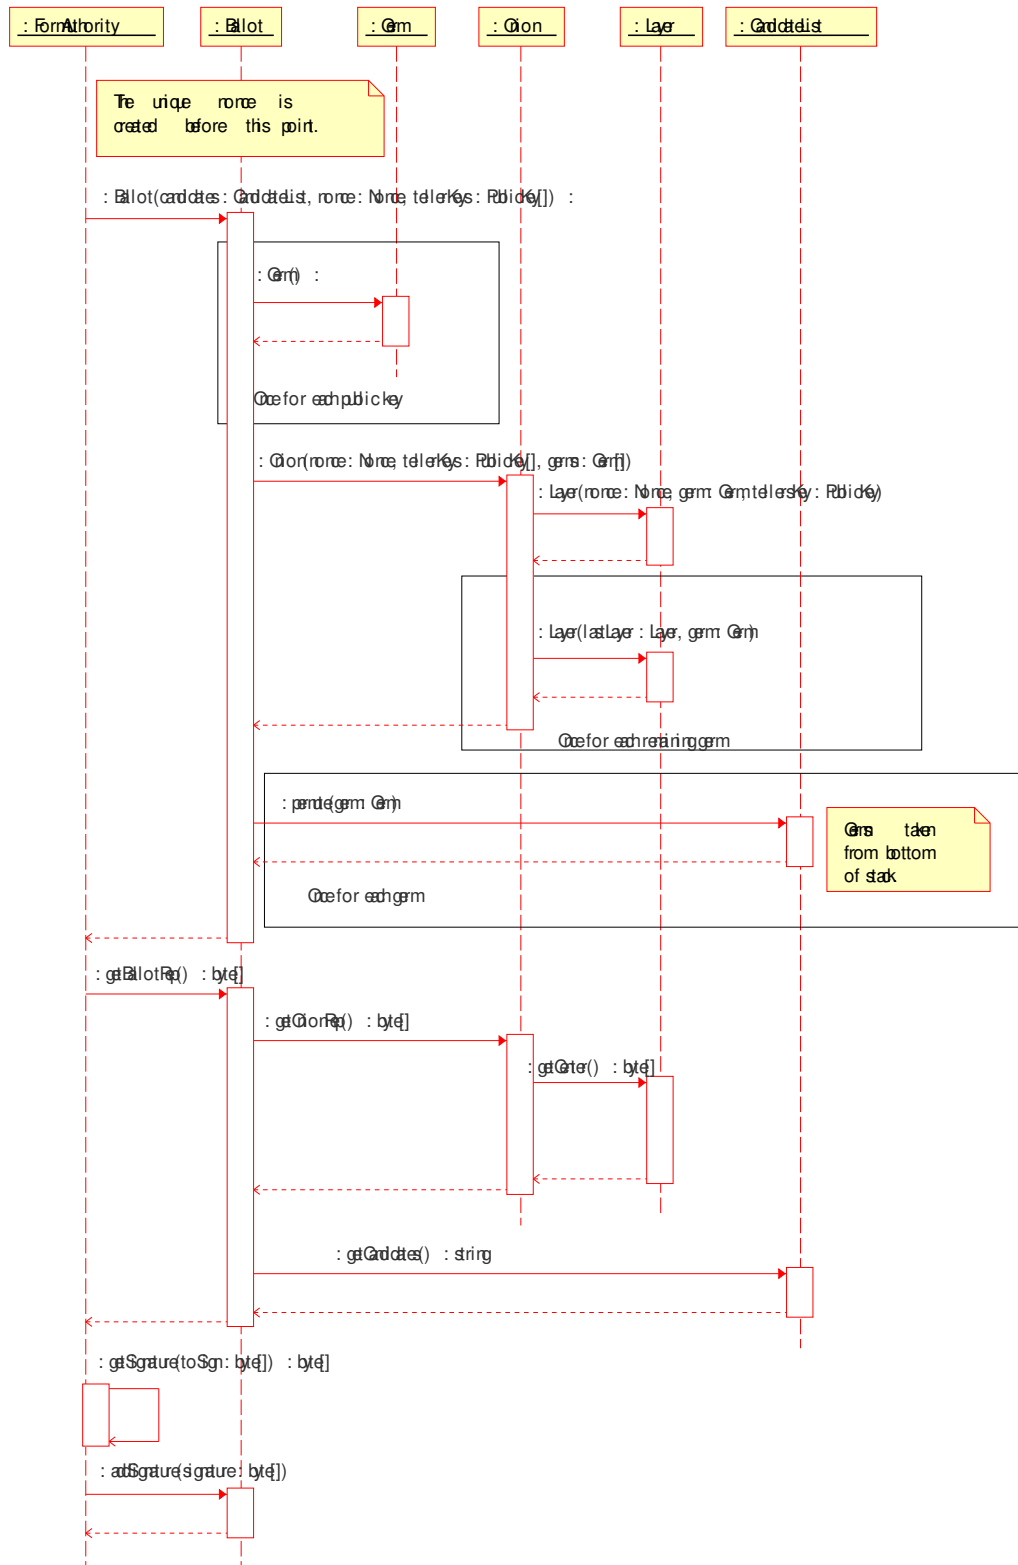 : FormAuthority
: Ballot
: Germ
: Onion
: Layer
: CandidateList
The unique nonce is
created before this point.
: Ballot(candidates : CandidateList, nonce : Nonce, tellerKeys : PublicKey[]) :
: Germ() :
Once for each public key
: Onion(nonce : Nonce, tellerKeys : PublicKey[], germs : Germ[])
: Layer(nonce : Nonce, germ : Germ, tellersKey : PublicKey)
: Layer(lastLayer : Layer, germ : Germ)
Once for each remaining germ
: permute(germ : Germ)
Germs taken
from bottom
of stack
Once for each germ
: getBallotRep() : byte[]
: getOnionRep() : byte[]
: getOnter() : byte[]
: getCandidates() : string
: getSignature(toSign : byte[]) : byte[]
: addSignature(signature : byte[])